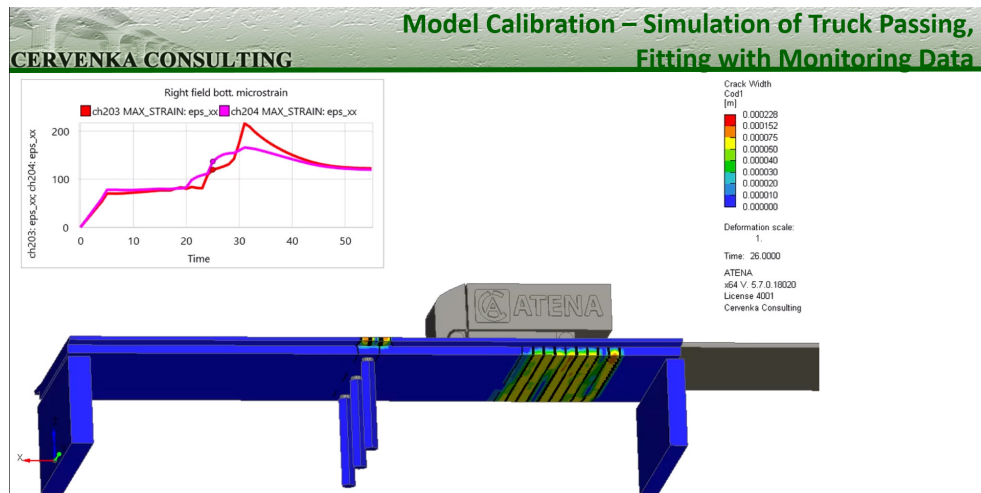 Model Calibration – Simulation of Truck Passing,
CERVENKA CONSULTING
Fitting with Monitoring Data
Right field bott. microstrain
ch203 MAX_STRAIN: eps_xx ch204 MAX_STRAIN: eps_xx
ch203: eps_xx; ch204: eps_xx
200
100
0
0 10 20 30 40 50
Time
Crack Width
Cod1
[m]
0.000228
0.000152
0.000075
0.000050
0.000040
0.000030
0.000020
0.000010
0.000000
Deformation scale:
1.
Time: 26.0000
ATENA
x64 V. 5.7.0.18020
License 4001
Cervenka Consulting
ATENA
X